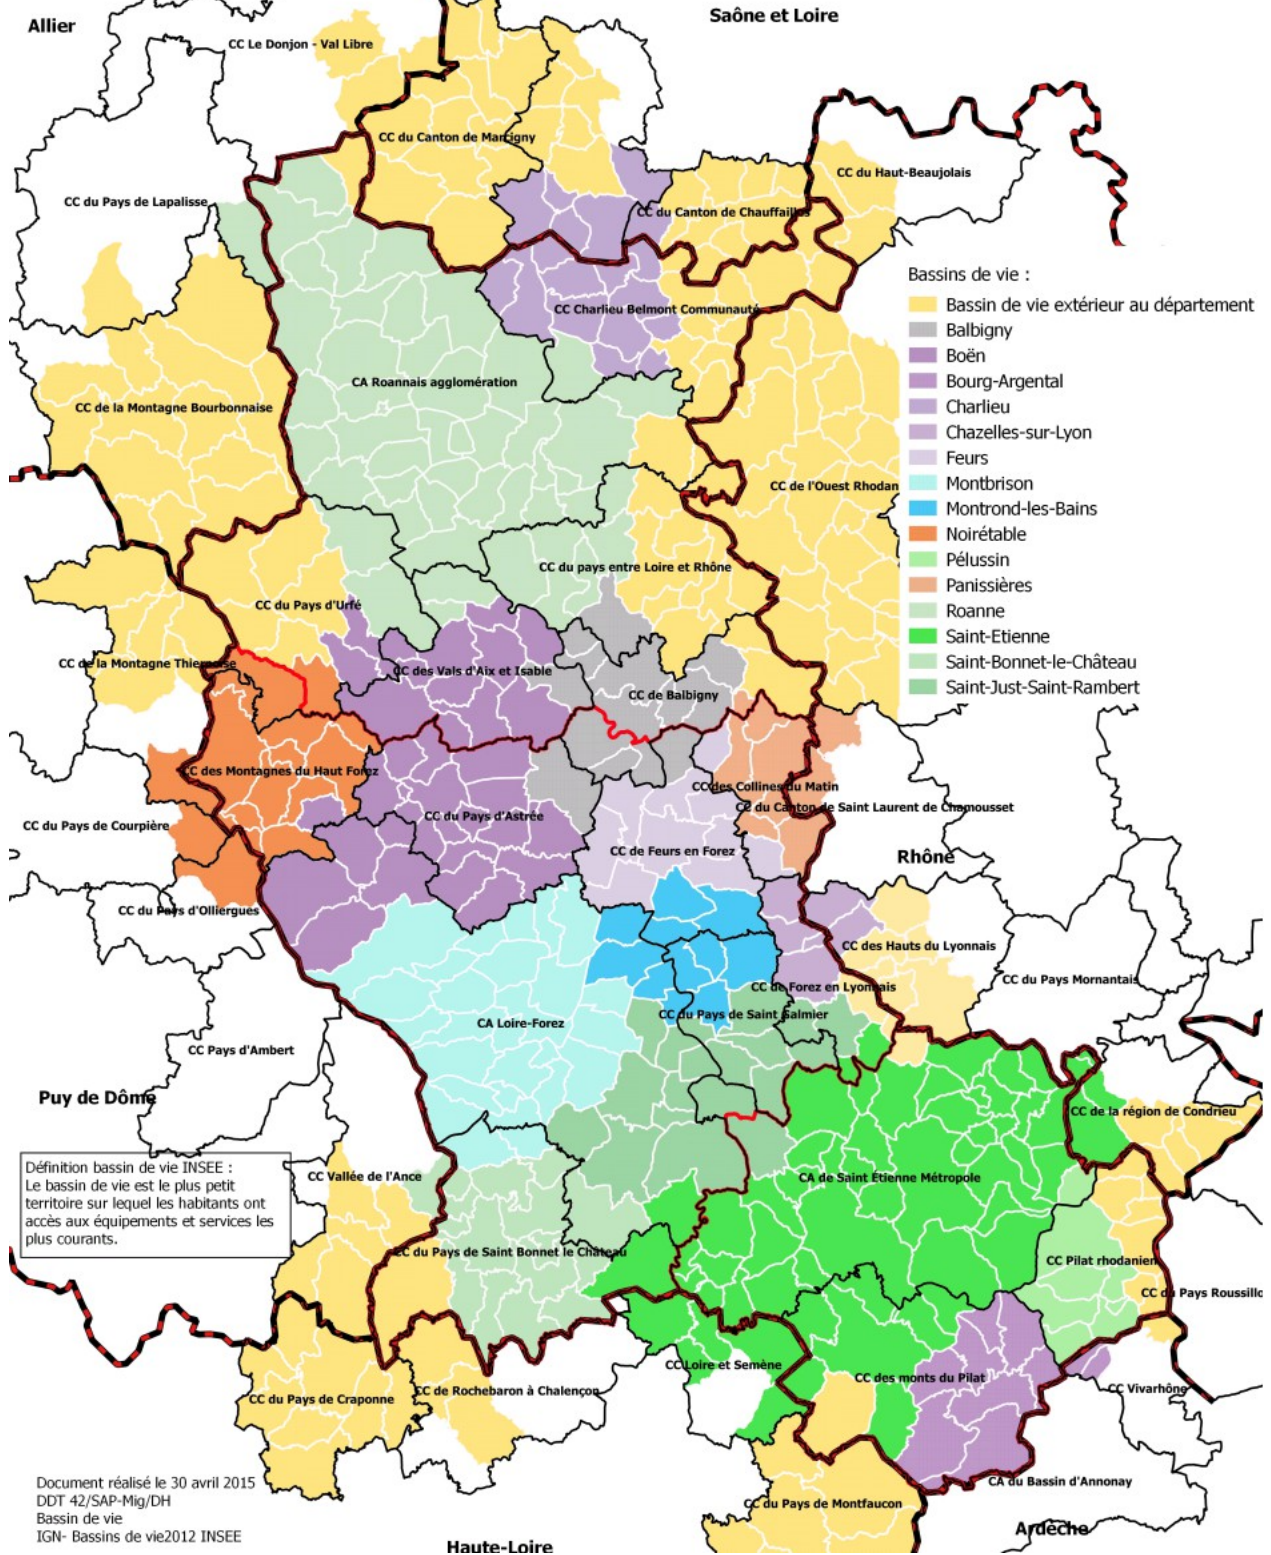 Saône et Loire
Allier
CC Le Donjon - Val Libre
CC du Canton de Marcigny
CC du Haut-Beaujolais
CC du Pays de Lapalisse
CC du Canton de Chauffailles
Bassins de vie :
Bassin de vie extérieur au département
Balbigny
Boën
Bourg-Argental
Charlieu
Chazelles-sur-Lyon
Feurs
Montbrison
Montrond-les-Bains
Noirétable
Pélussin
Panissières
Roanne
Saint-Etienne
Saint-Bonnet-le-Château
Saint-Just-Saint-Rambert
CC Charlieu Belmont Communauté
CA Roannais agglomération
CC de la Montagne Bourbonnaise
CC de l'Ouest Rhodan
CC du pays entre Loire et Rhône
CC du Pays d'Urfé
CC de la Montagne Thiernoise
CC des Vals d'Aix et Isable
CC de Balbigny
CC des Montagnes du Haut Forez
CC des Collines du Matin
CC du Canton de Saint Laurent de Chamousset
CC du Pays d'Astrée
CC du Pays de Courpière
CC de Feurs en Forez
Rhône
CC du Pays d'Olliergues
CC des Hauts du Lyonnais
CC du Pays Mornantais
CC de Forez en Lyonnais
CC du Pays de Saint Galmier
CA Loire-Forez
CC Pays d'Ambert
Puy de Dôme
CC de la région de Condrieu
Définition bassin de vie INSEE :
Le bassin de vie est le plus petit
territoire sur lequel les habitants ont
accès aux équipements et services les
plus courants.
CC Vallée de l'Ance
CA de Saint Étienne Métropole
CC du Pays de Saint Bonnet le Château
CC Pilat rhodanien
CC du Pays Roussillo
CC Loire et Semène
CC des monts du Pilat
CC Vivarhône
CC du Pays de Craponne
CC de Rochebaron à Chalençon
CA du Bassin d'Annonay
CC du Pays de Montfaucon
Ardèche
Haute-Loire
Document réalisé le 30 avril 2015
DDT 42/SAP-Mig/DH
Bassin de vie
IGN- Bassins de vie2012 INSEE